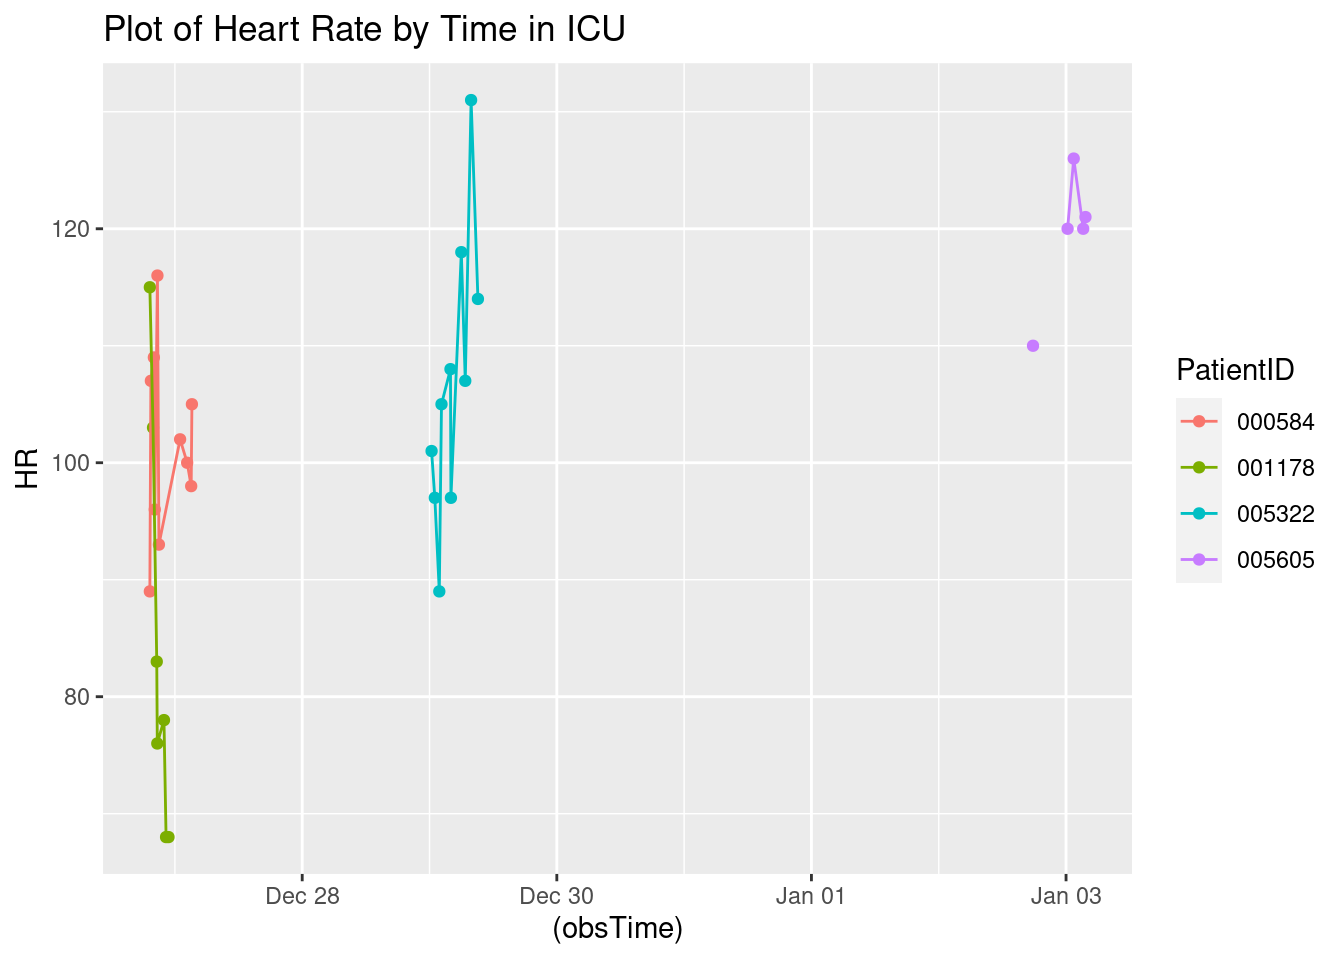 Plot of Heart Rate by Time in ICU
HR
120
100
80
Dec 28 Dec 30 Jan 01 Jan 03
(obsTime)
PatientID
000584
001178
005322
005605